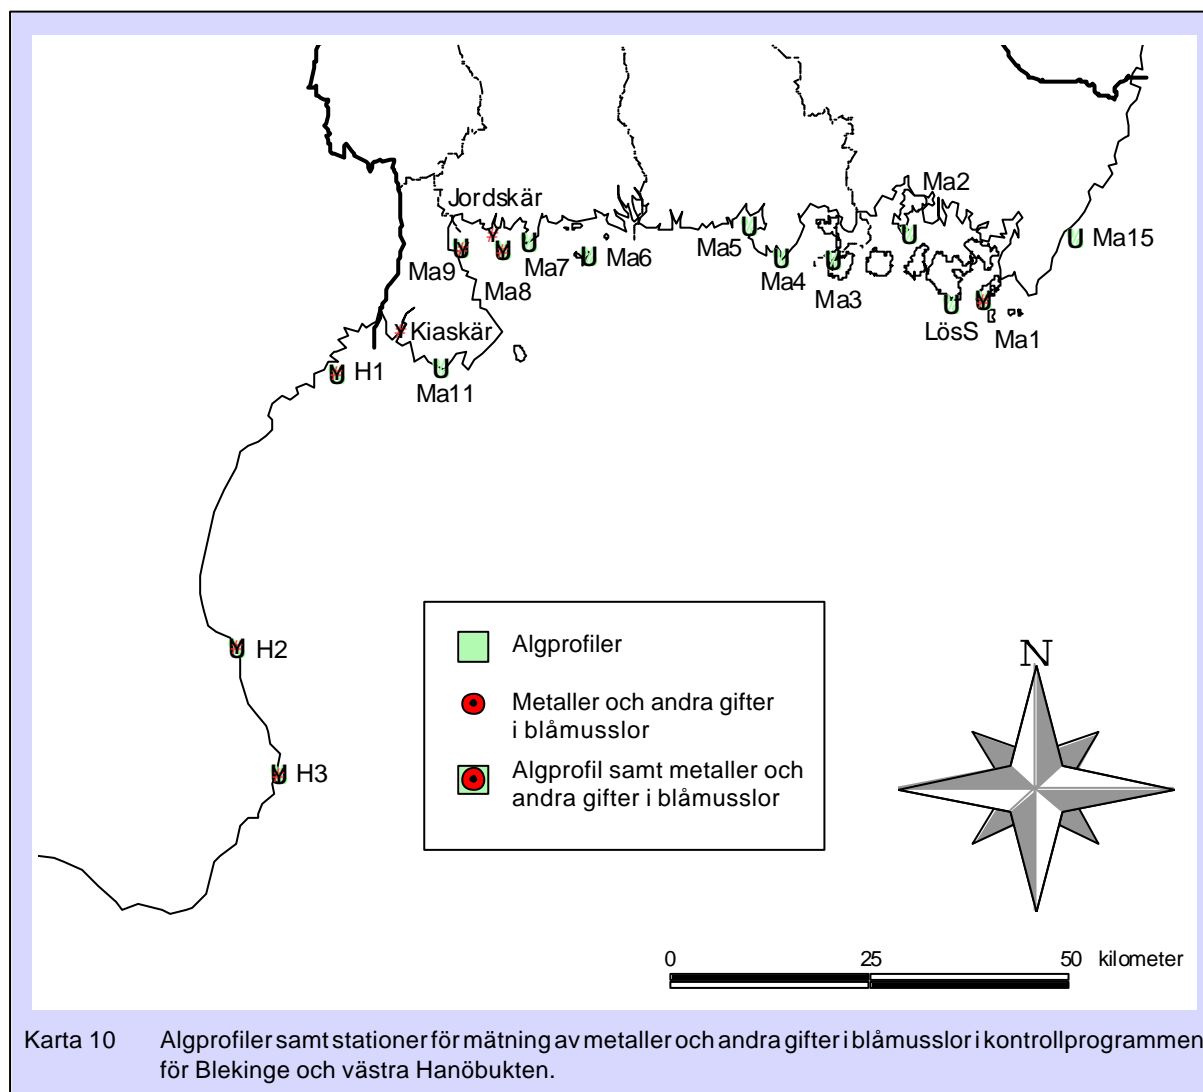 Jordskär
Ma2
Ma5
Ma15
Ma9
Ma7
Ma6
Ma4
Ma3
Ma8
Kiaskär
LösS
Ma1
H1
Ma11
H2
H3
Algprofiler
Metaller och andra gifter
i blåmusslor
Algprofil samt metaller och
andra gifter i blåmusslor
N
0 25 50 kilometer
Karta 10 Algprofiler samt stationer för mätning av metaller och andra gifter i blåmusslor i kontrollprogrammen
för Blekinge och västra Hanöbukten.